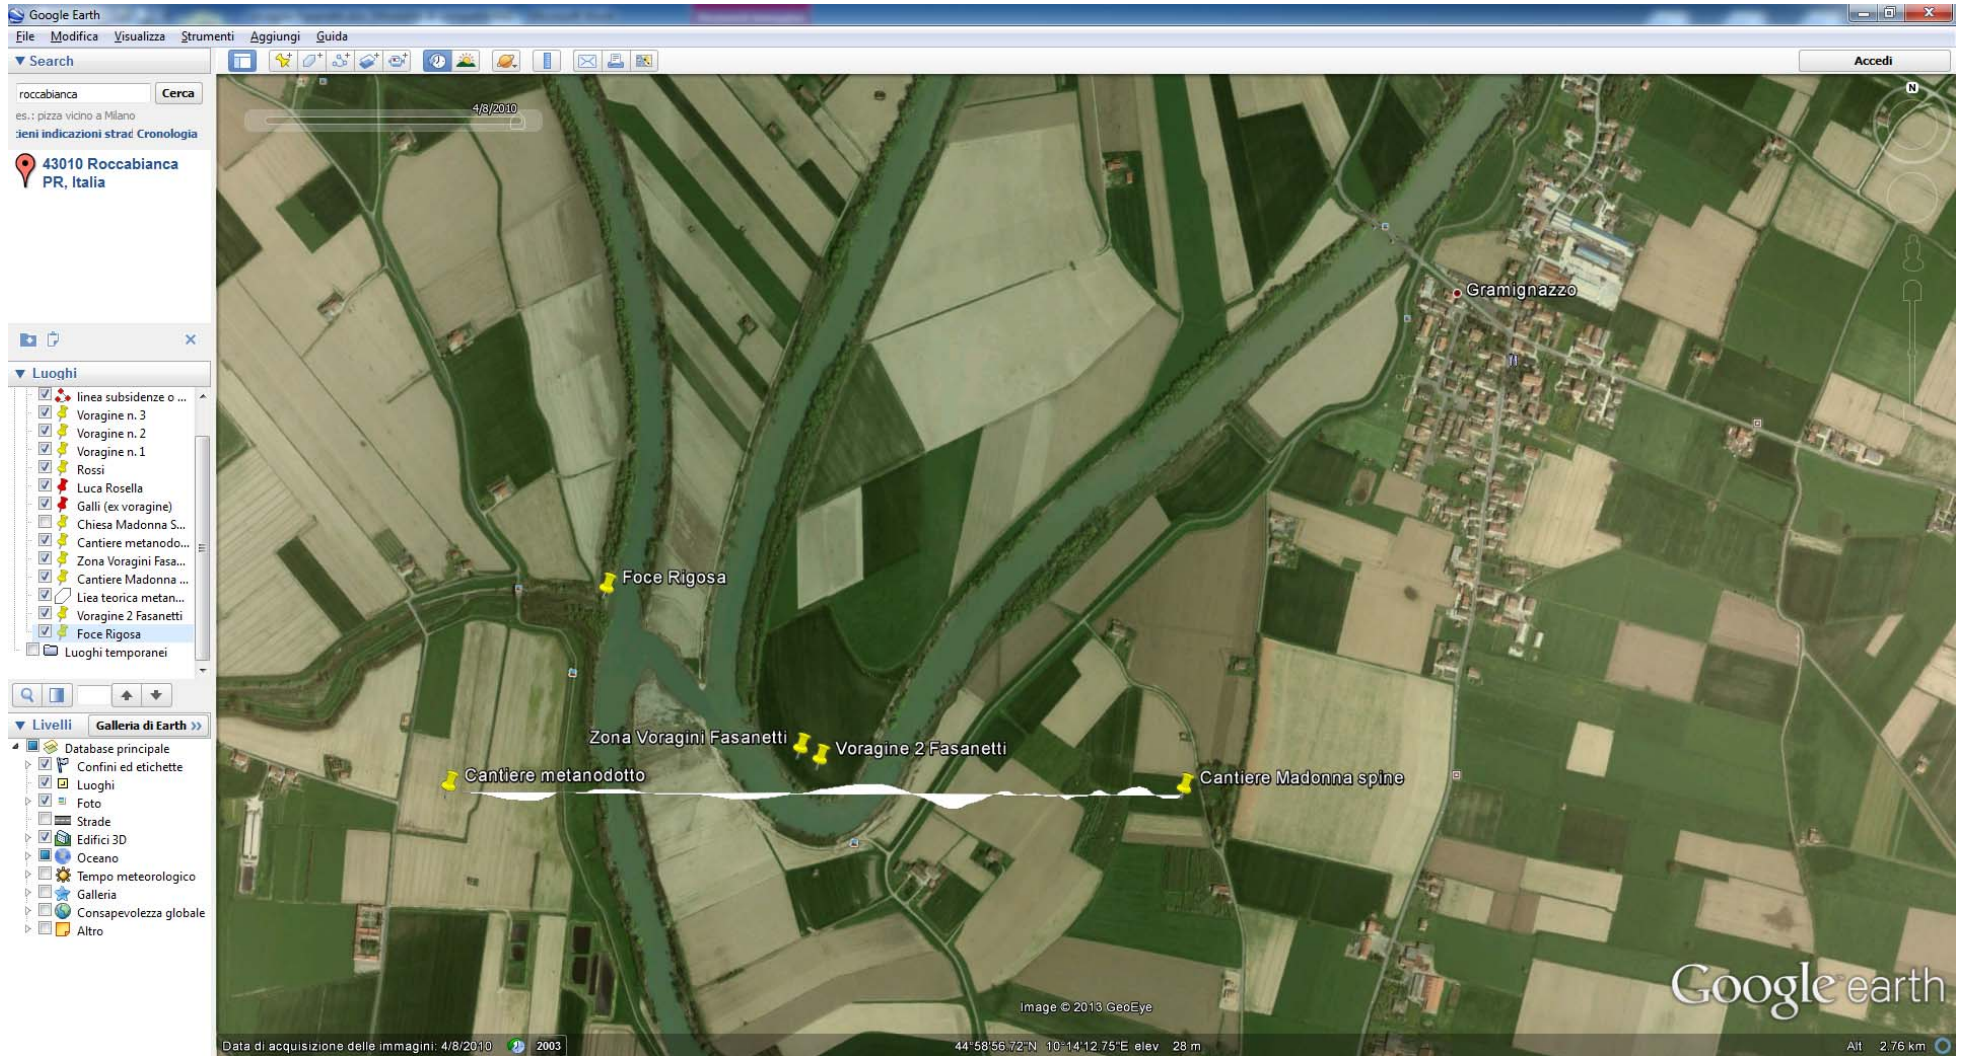 Google Earth
File Modifica Visualizza Strumenti Aggiungi Guida
Search
Accedi
roccabianca
Cerca
es.: pizza vicino a Milano
tieni indicazioni strad Cronologia
43010 Roccabianca
PR, Italia
Luoghi
linea subsidenze o ...
Voragine n. 3
Voragine n. 2
Voragine n. 1
Rossi
Luca Rosella
Galli (ex voragine)
Chiesa Madonna S...
Cantiere metanodo...
Zona Voragini Fasa...
Cantiere Madonna ...
Liea teorica metan...
Voragine 2 Fasanetti
Foce Rigosa
Luoghi temporanei
Livelli
Galleria di Earth >>
Database principale
Confini ed etichette
Luoghi
Foto
Strade
Edifici 3D
Oceano
Tempo meteorologico
Galleria
Consapevolezza globale
Altro
4/8/2010
N
Gramignazzo
Foce Rigosa
Zona Voragini Fasanetti
Voragine 2 Fasanetti
Cantiere metanodotto
Cantiere Madonna spine
Google earth
Image © 2013 GeoEye
Data di acquisizione delle immagini: 4/8/2010 2003
44°58'56.72"N 10°14'12.75"E elev 28 m
Alt 2.76 km